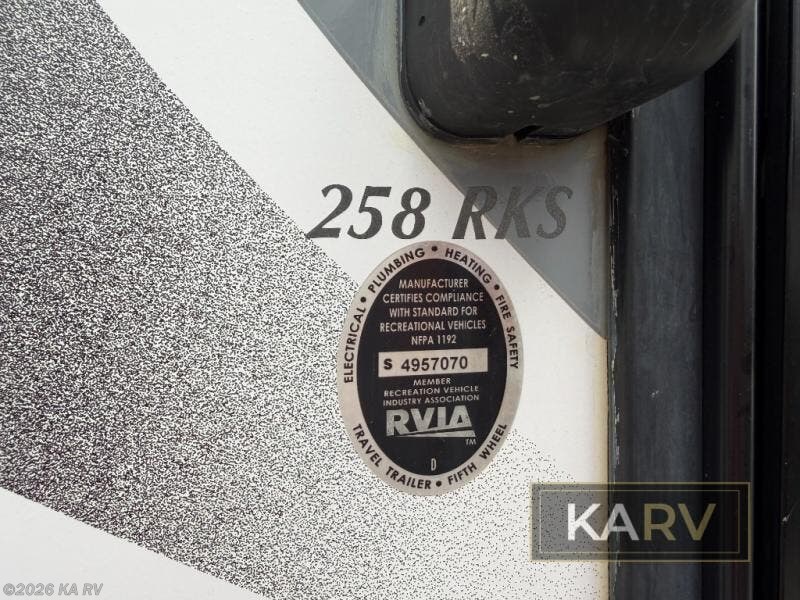 258 RKS
ELECTRICAL • PLUMBING • HEATING • FIRE SAFETY
MANUFACTURER
CERTIFIES COMPLIANCE
WITH STANDARD FOR
RECREATIONAL VEHICLES
NFPA 1192
S 4957070
MEMBER
RECREATION VEHICLE
INDUSTRY ASSOCIATION
RVIA
TM
D
TRAVEL TRAILER • FIFTH WHEEL
KARV
©2026 KA RV